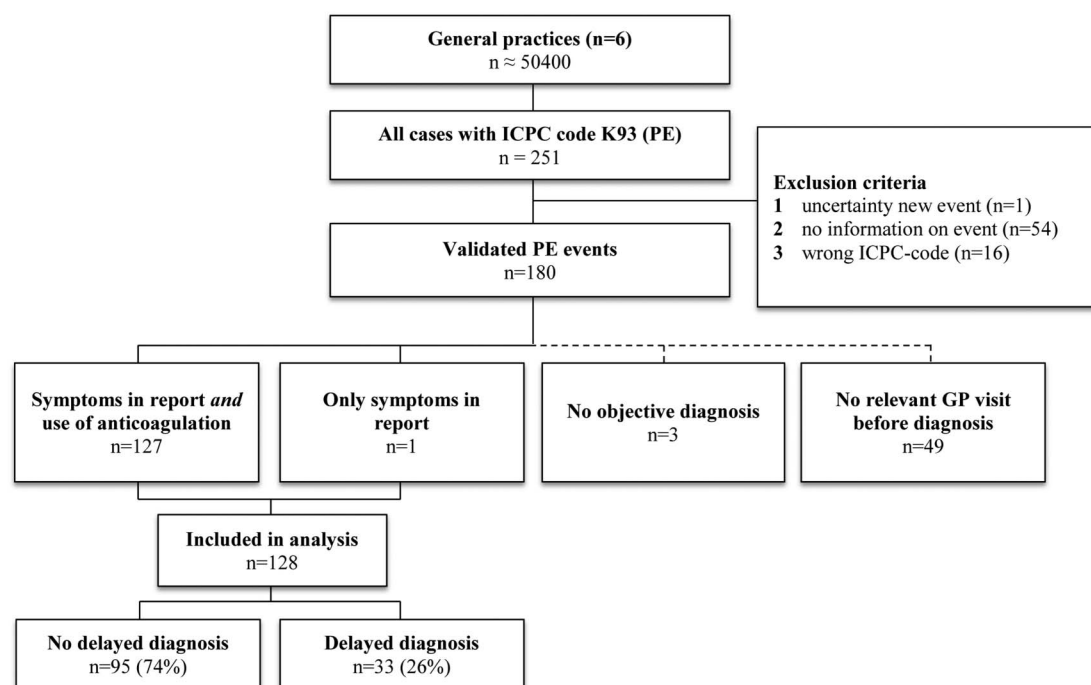 General practices (n=6)
n ≈ 50400
All cases with ICPC code K93 (PE)
n = 251
Exclusion criteria
1 uncertainty new event (n=1)
2 no information on event (n=54)
3 wrong ICPC-code (n=16)
Validated PE events
n=180
Symptoms in report and
use of anticoagulation
n=127
Only symptoms in
report
n=1
No objective diagnosis
n=3
No relevant GP visit
before diagnosis
n=49
Included in analysis
n=128
No delayed diagnosis
n=95 (74%)
Delayed diagnosis
n=33 (26%)